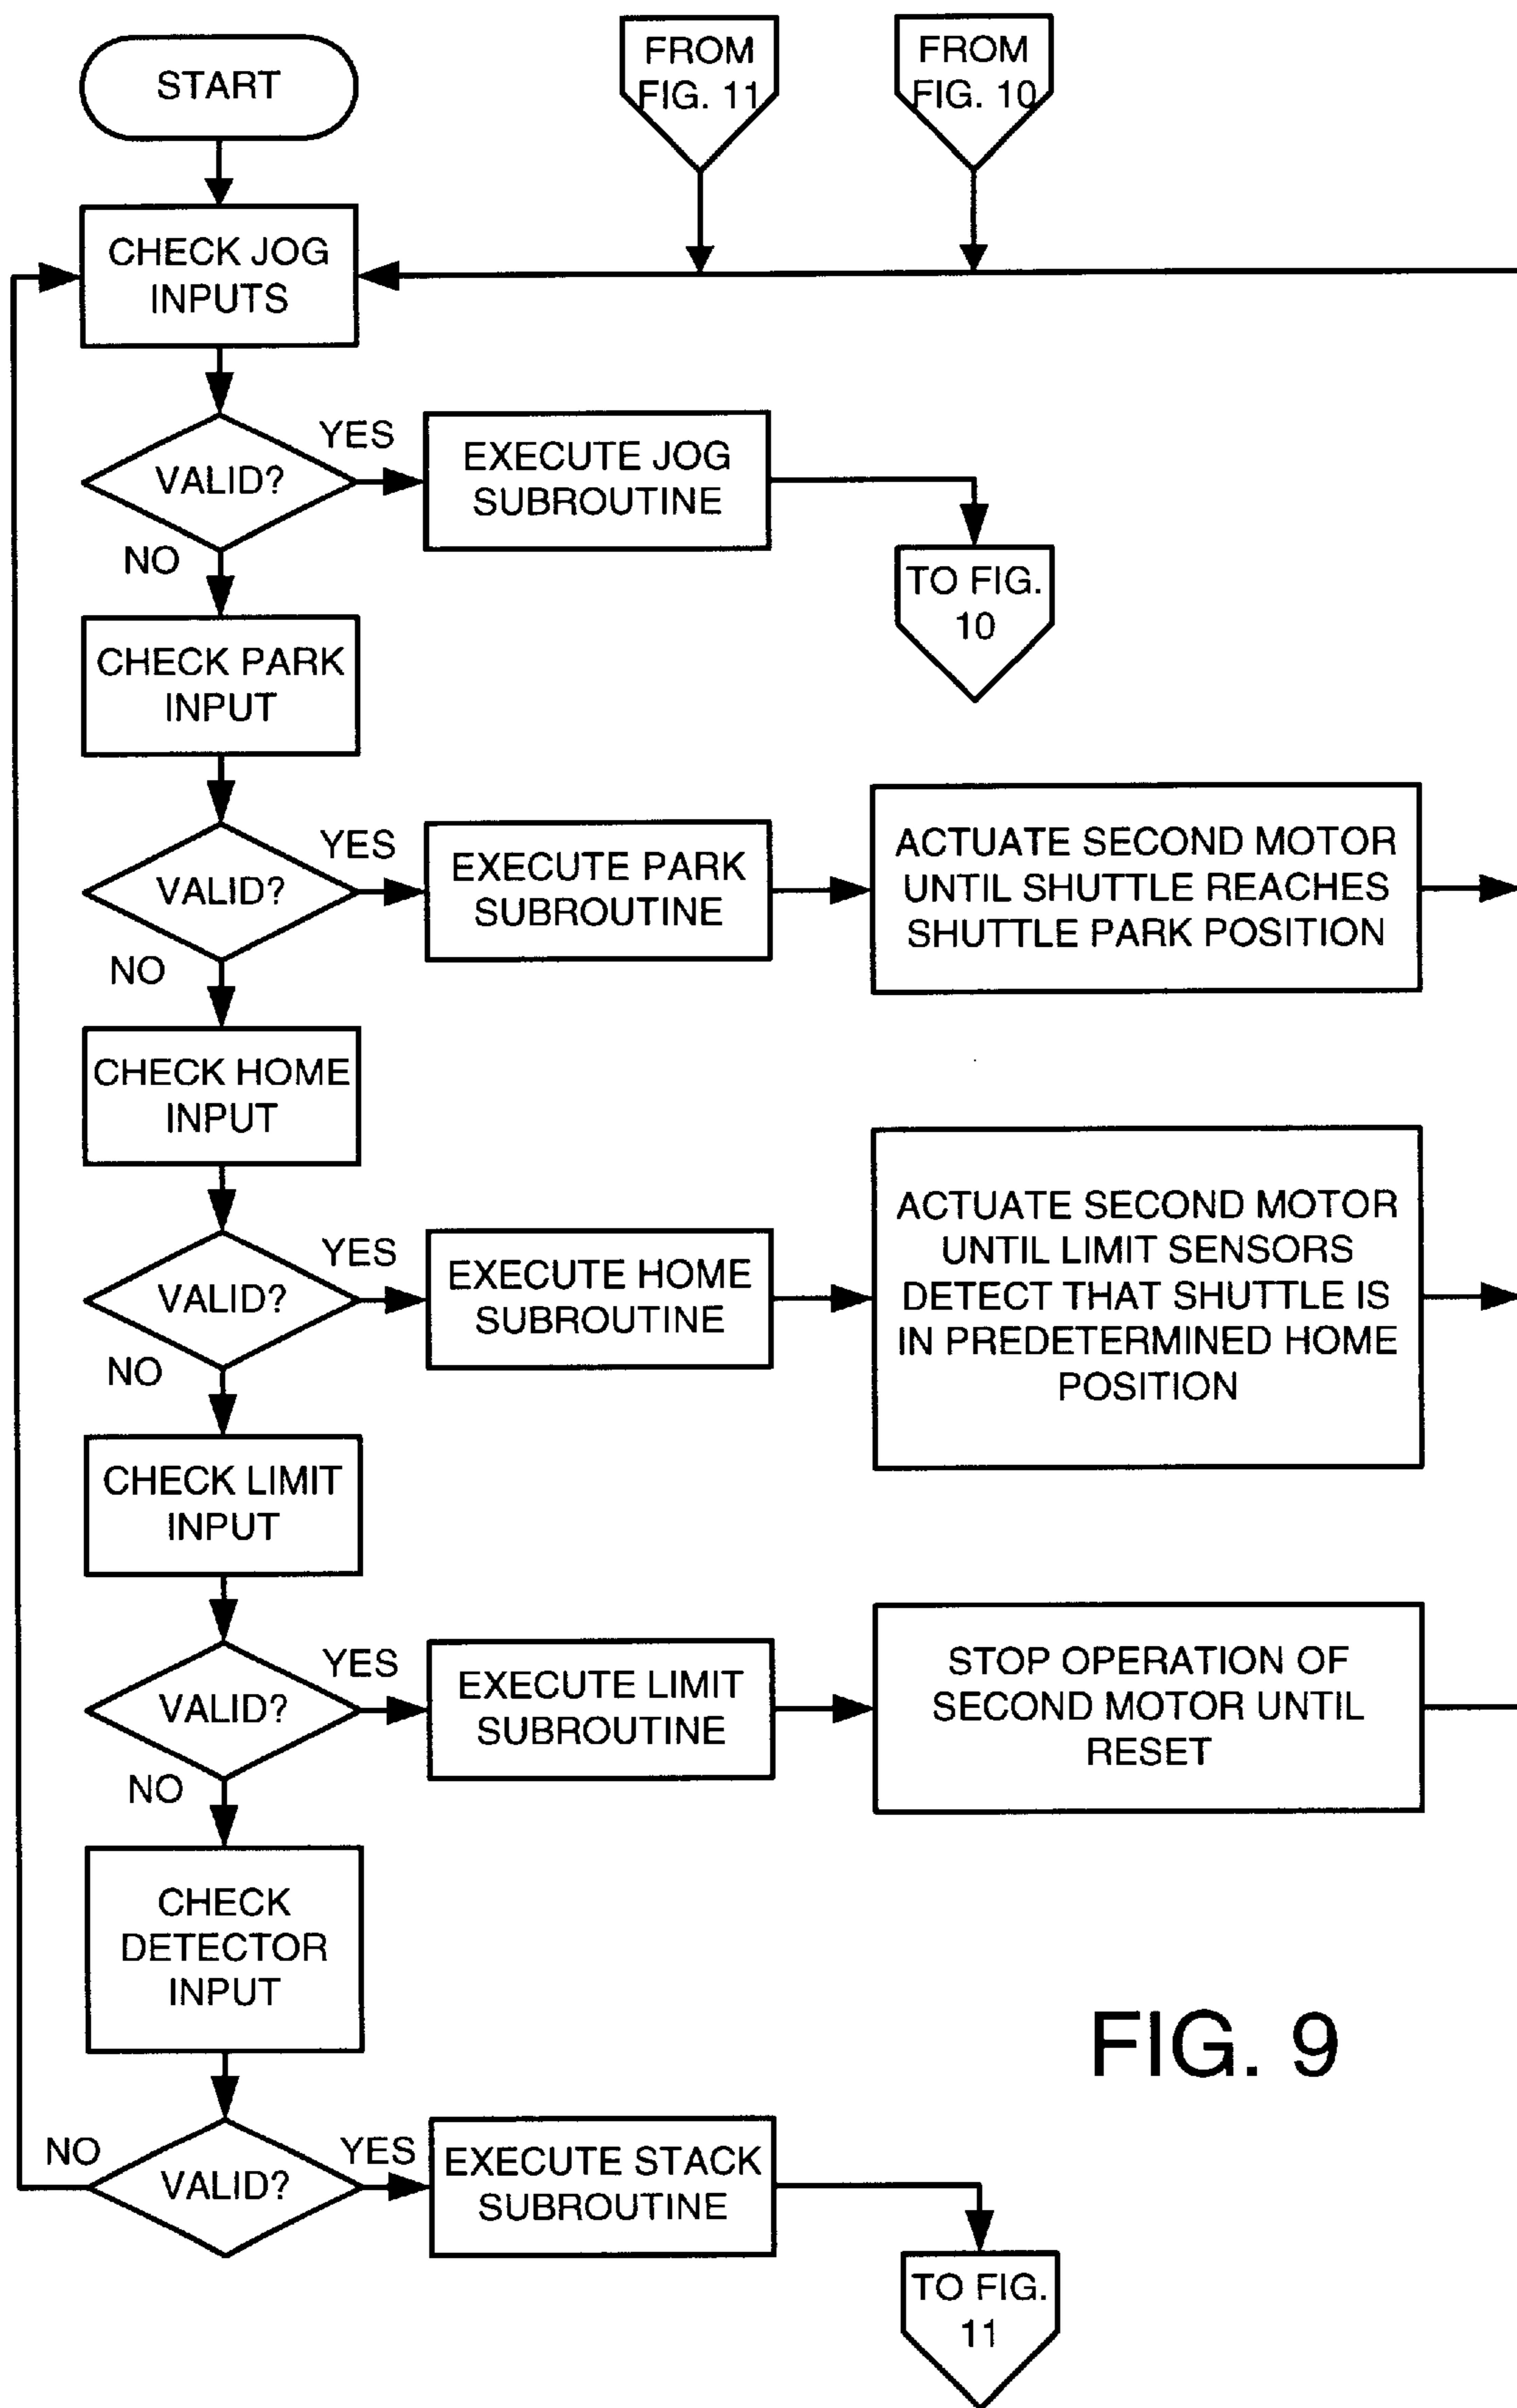 START
FROM
FIG. 11
FROM
FIG. 10
CHECK JOG
INPUTS
VALID?
YES
NO
EXECUTE JOG
SUBROUTINE
TO FIG.
10
CHECK PARK
INPUT
VALID?
YES
NO
EXECUTE PARK
SUBROUTINE
ACTUATE SECOND MOTOR
UNTIL SHUTTLE REACHES
SHUTTLE PARK POSITION
CHECK HOME
INPUT
VALID?
YES
NO
EXECUTE HOME
SUBROUTINE
ACTUATE SECOND MOTOR
UNTIL LIMIT SENSORS
DETECT THAT SHUTTLE IS
IN PREDETERMINED HOME
POSITION
CHECK LIMIT
INPUT
VALID?
YES
NO
EXECUTE LIMIT
SUBROUTINE
STOP OPERATION OF
SECOND MOTOR UNTIL
RESET
CHECK
DETECTOR
INPUT
VALID?
NO
YES
EXECUTE STACK
SUBROUTINE
TO FIG.
11
FIG. 9